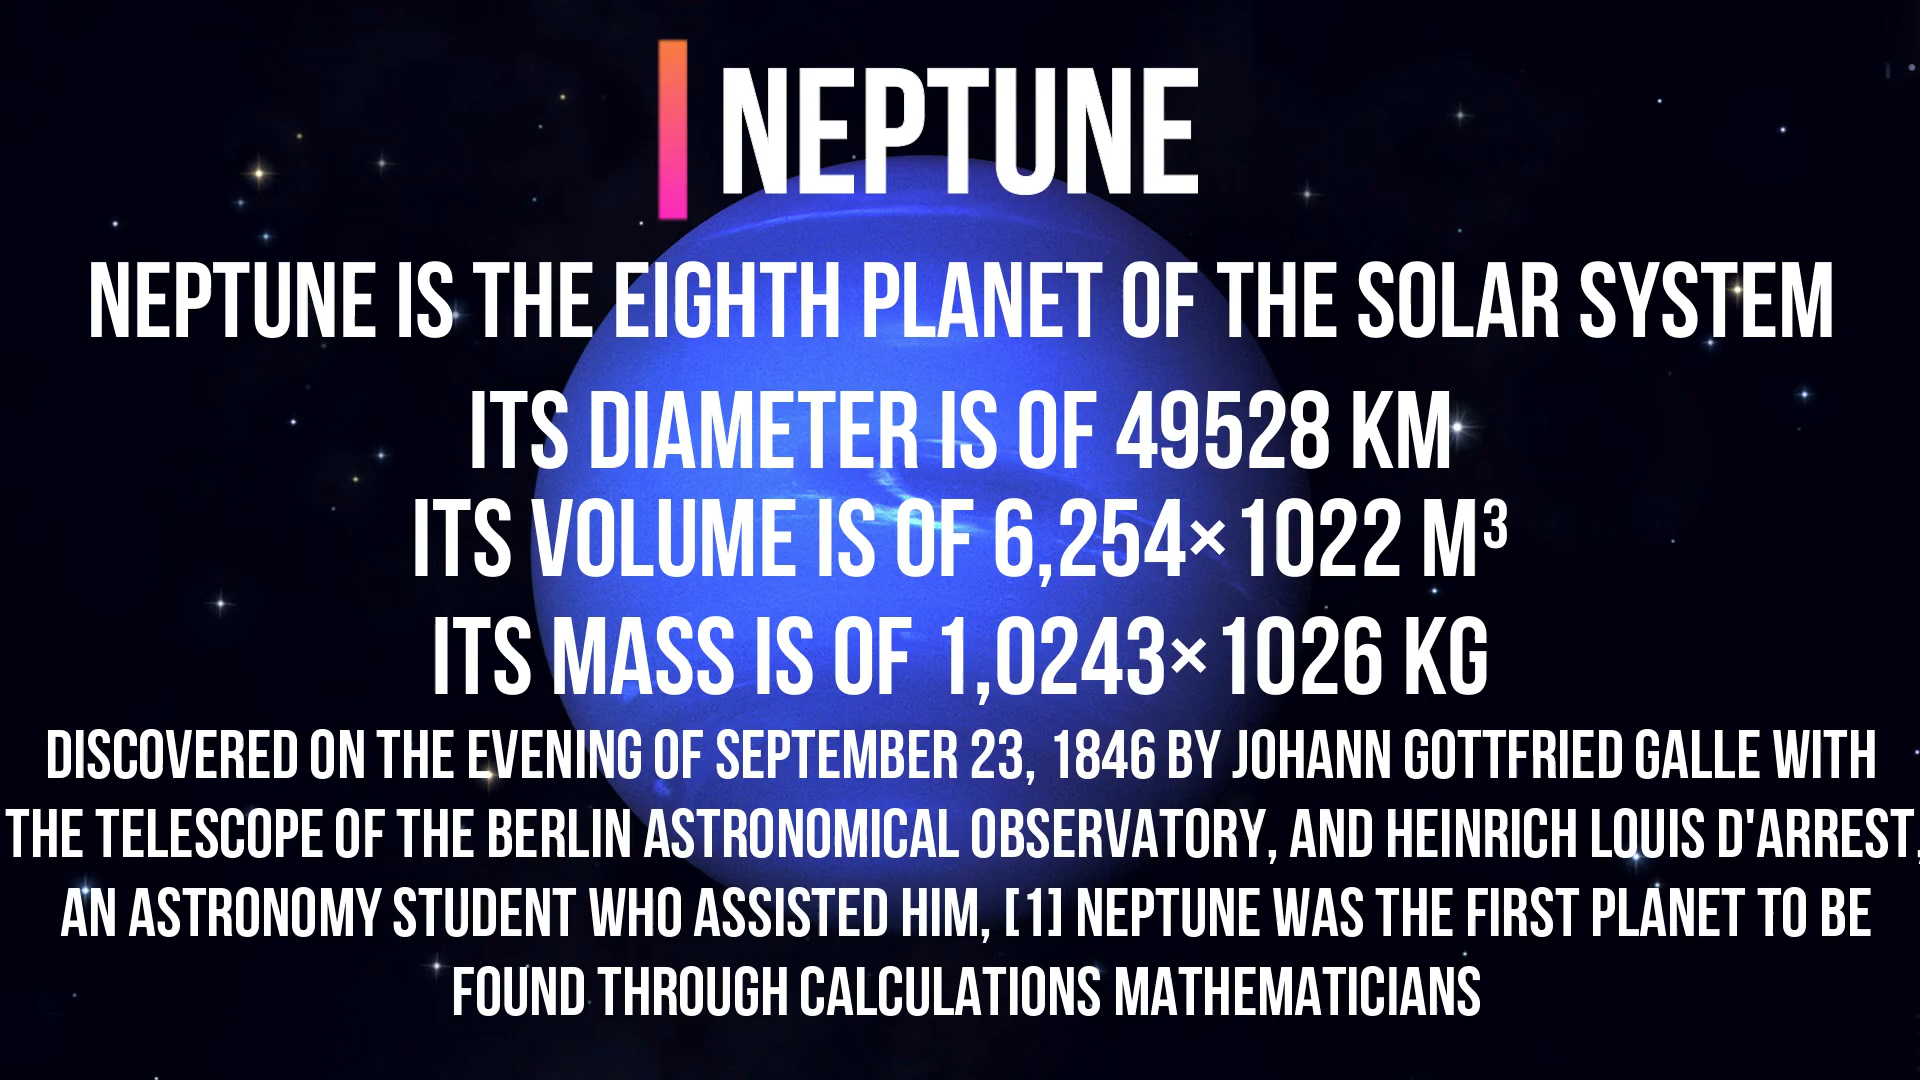 NEPTUNE
NEPTUNE IS THE EIGHTH PLANET OF THE SOLAR SYSTEM
ITS DIAMETER IS OF 49528 KM
ITS VOLUME IS OF 6,254×1022 M³
ITS MASS IS OF 1,0243×1026 KG
DISCOVERED ON THE EVENING OF SEPTEMBER 23, 1846 BY JOHANN GOTTFRIED GALLE WITH
THE TELESCOPE OF THE BERLIN ASTRONOMICAL OBSERVATORY, AND HEINRICH LOUIS D'ARREST,
AN ASTRONOMY STUDENT WHO ASSISTED HIM, [1] NEPTUNE WAS THE FIRST PLANET TO BE
FOUND THROUGH CALCULATIONS MATHEMATICIANS